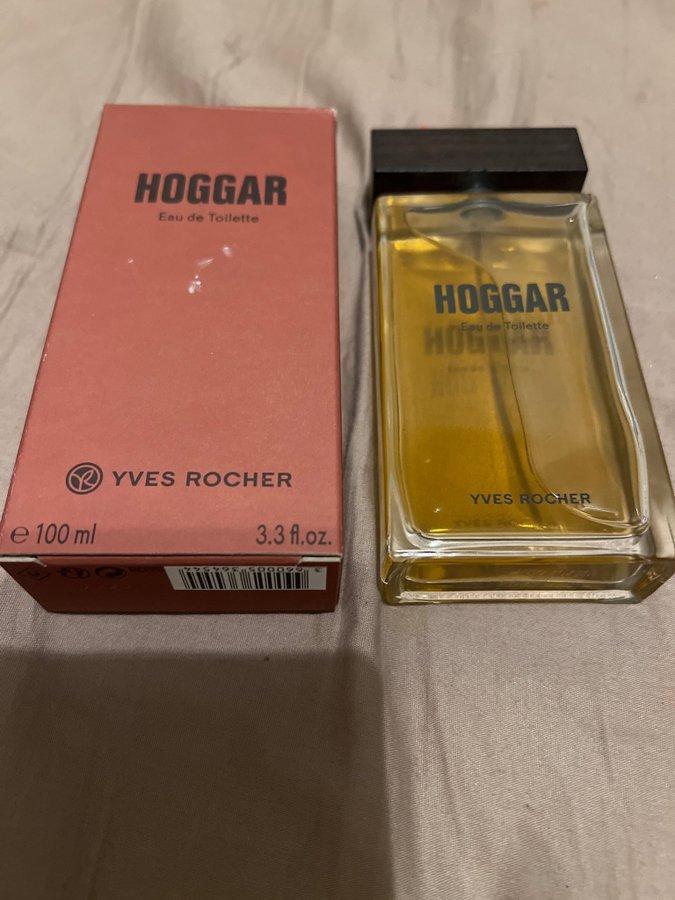 HOGGAR
Eau de Toilette
YVES ROCHER
℮ 100 ml 3.3 fl.oz.
HOGGAR
Eau de Toilette
YVES ROCHER